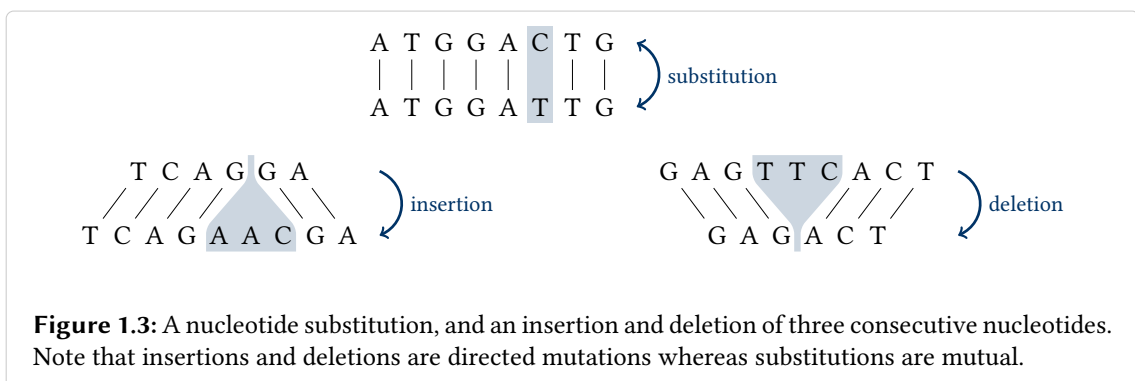 A T G G A C T G
substitution
A T G G A T T G
T C A G G A
insertion
T C A G A A C G A
G A G T T C A C T
deletion
G A G A C T
Figure 1.3: A nucleotide substitution, and an insertion and deletion of three consecutive nucleotides.
Note that insertions and deletions are directed mutations whereas substitutions are mutual.